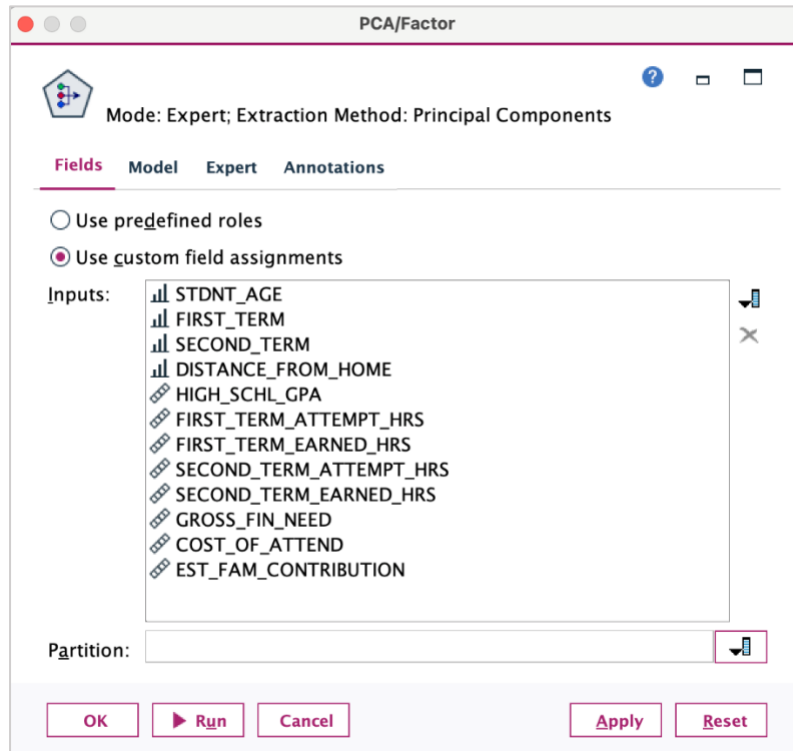 PCA/Factor
?
Mode: Expert; Extraction Method: Principal Components
Fields Model Expert Annotations
Use predefined roles
Use custom field assignments
Inputs:
STDNT_AGE
FIRST_TERM
SECOND_TERM
DISTANCE_FROM_HOME
HIGH_SCHL_GPA
FIRST_TERM_ATTEMPT_HRS
FIRST_TERM_EARNED_HRS
SECOND_TERM_ATTEMPT_HRS
SECOND_TERM_EARNED_HRS
GROSS_FIN_NEED
COST_OF_ATTEND
EST_FAM_CONTRIBUTION
Partition:
OK Run Cancel Apply Reset